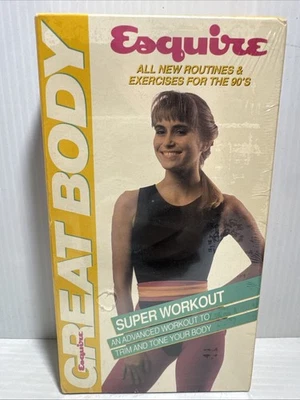 Esquire
ALL NEW ROUTINES &
EXERCISES FOR THE 90'S
GREAT BODY
Esquire
SUPER WORKOUT
AN ADVANCED WORKOUT TO
TRIM AND TONE YOUR BODY